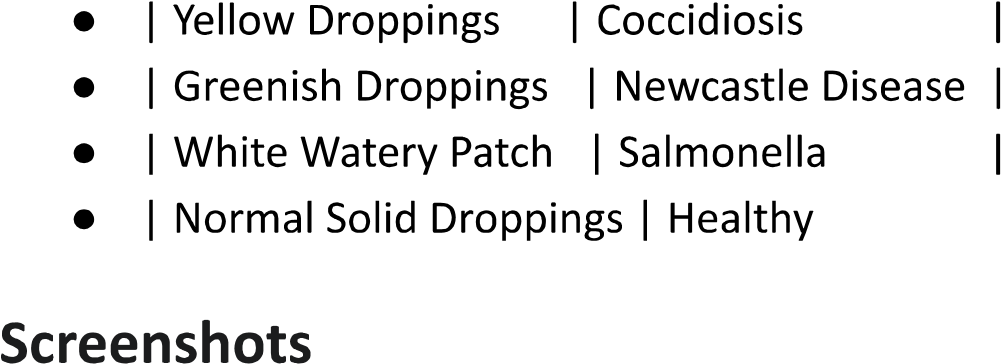 ● | Yellow Droppings | Coccidiosis |
● | Greenish Droppings | Newcastle Disease |
● | White Watery Patch | Salmonella |
● | Normal Solid Droppings | Healthy
Screenshots